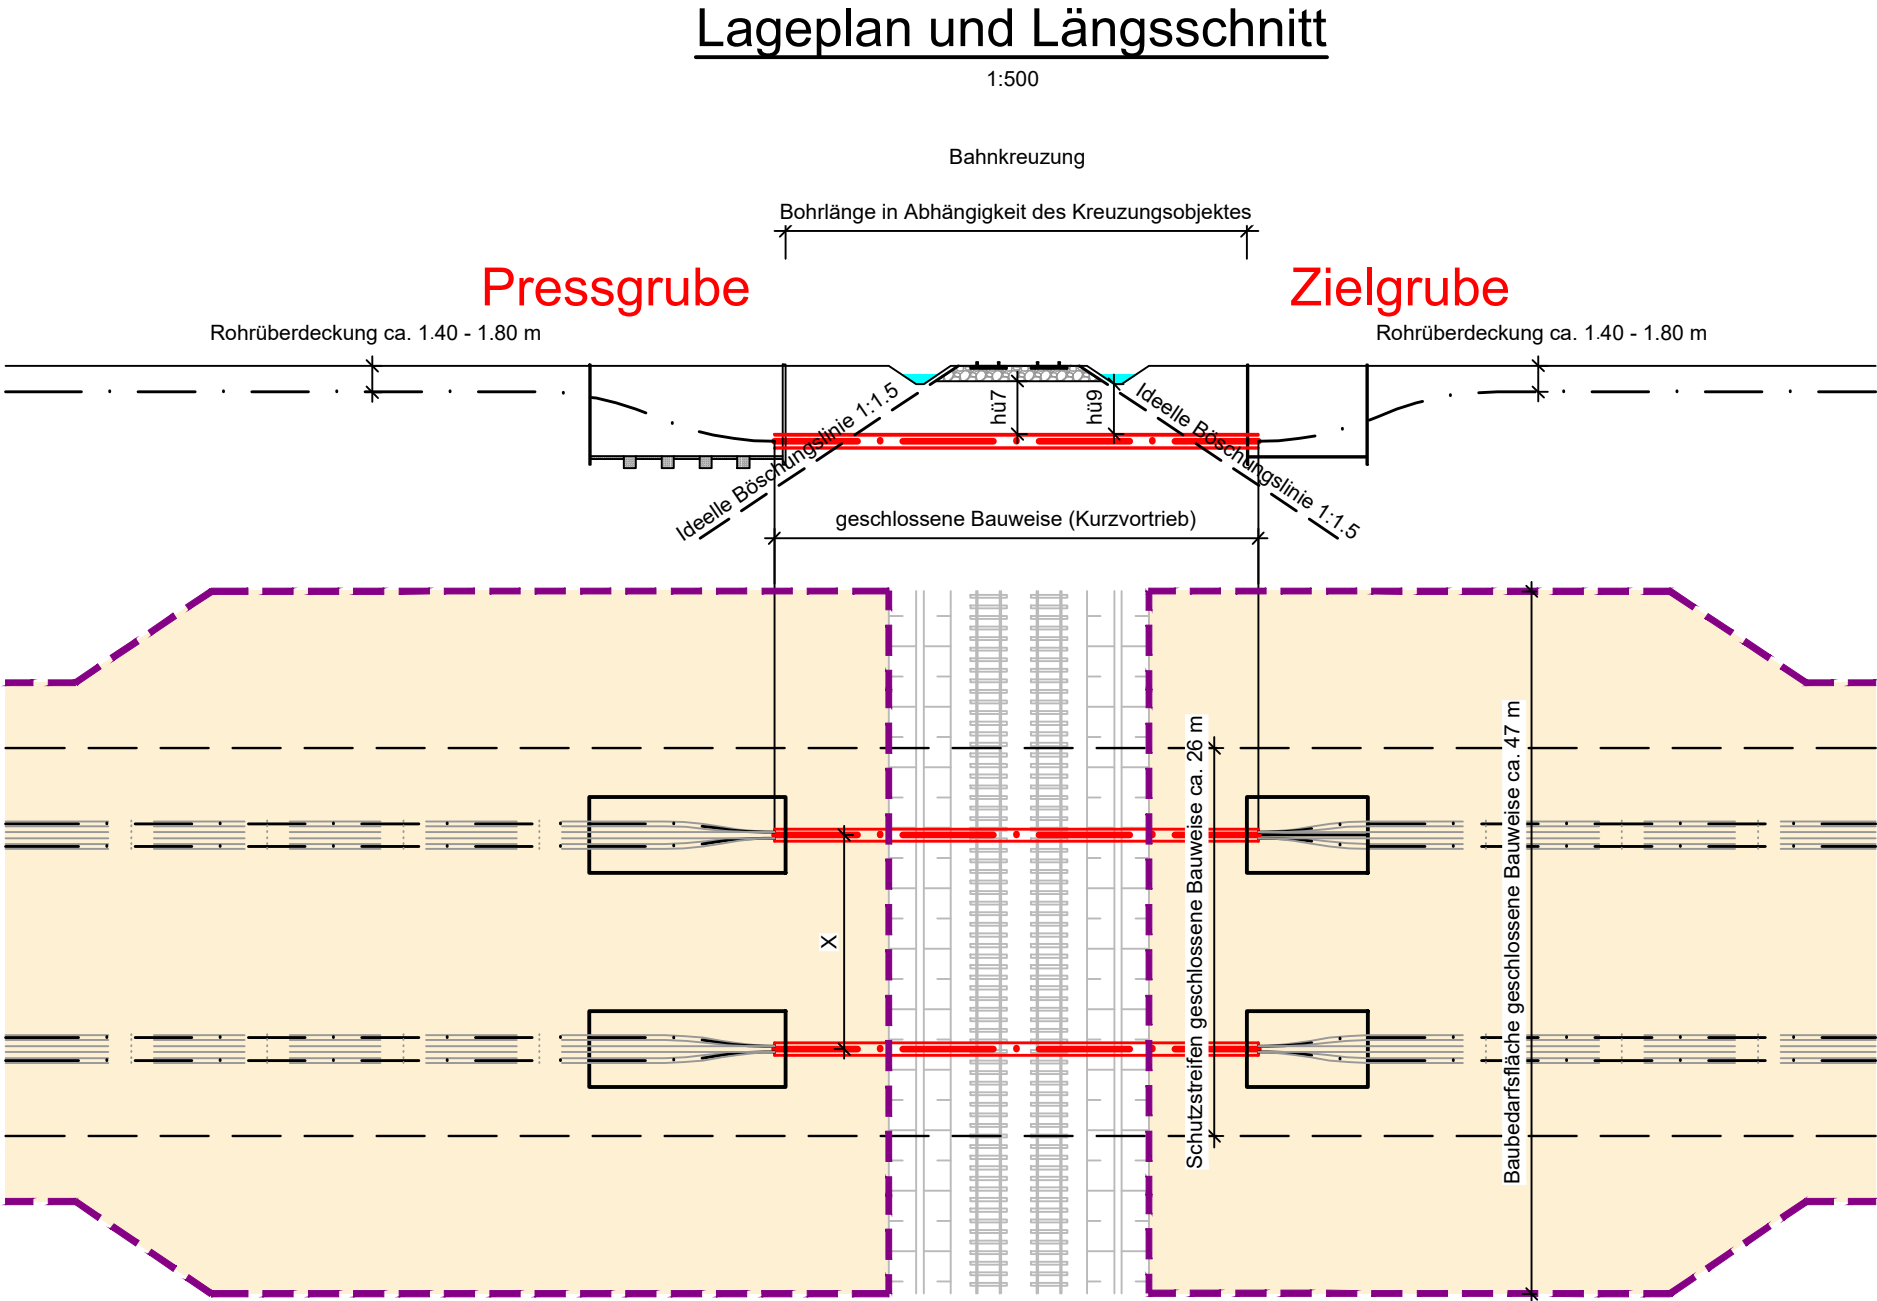 Lageplan und Längsschnitt
1:500
Bahnkreuzung
Bohrlänge in Abhängigkeit des Kreuzungsobjektes
Pressgrube
Zielgrube
Rohrüberdeckung ca. 1.40 - 1.80 m
Rohrüberdeckung ca. 1.40 - 1.80 m
hü7
hü9
Ideelle Böschungslinie 1:1.5
Ideelle Böschungslinie 1:1.5
geschlossene Bauweise (Kurzvortrieb)
X
Schutzstreifen geschlossene Bauweise ca. 26 m
Baubedarfsfläche geschlossene Bauweise ca. 47 m